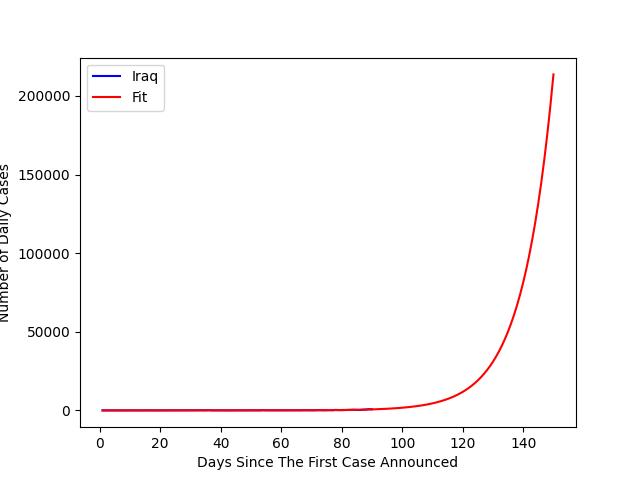 Iraq
Fit
200000
150000
100000
50000
0
Number of Daily Cases
0 20 40 60 80 100 120 140
Days Since The First Case Announced